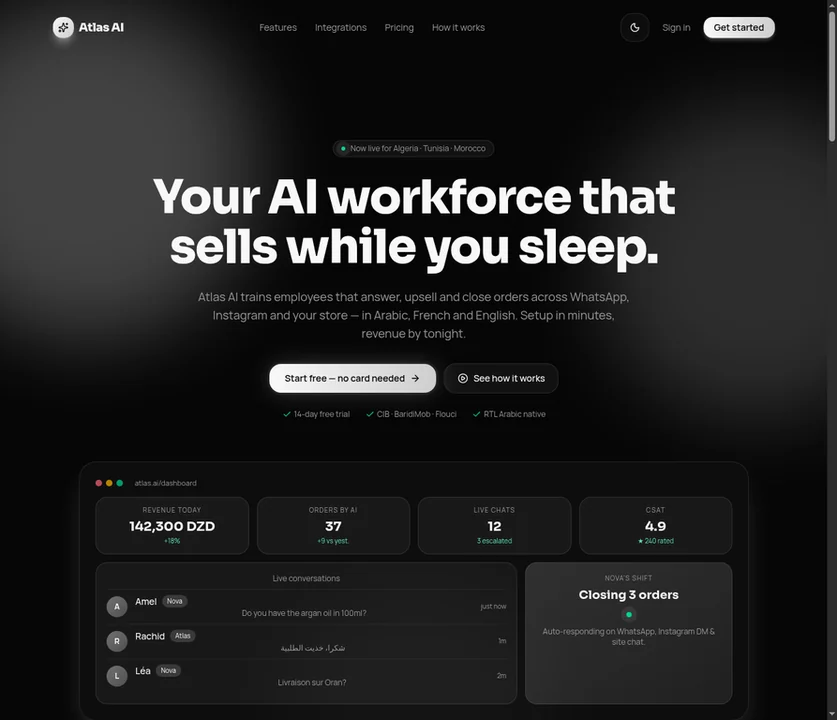 Atlas AI
Features
Integrations
Pricing
How it works
Sign in
Get started
Now live for Algeria · Tunisia · Morocco
Your AI workforce that
sells while you sleep.
Atlas AI trains employees that answer, upsell and close orders across WhatsApp,
Instagram and your store — in Arabic, French and English. Setup in minutes,
revenue by tonight.
Start free — no card needed
See how it works
14-day free trial
CIB · BaridiMob · Flouci
RTL Arabic native
atlas.ai/dashboard
REVENUE TODAY
142,300 DZD
+18%
ORDERS BY AI
37
+9 vs yest.
LIVE CHATS
12
3 escalated
CSAT
4.9
★ 240 rated
Live conversations
A
Amel
Nova
just now
Do you have the argan oil in 100ml?
R
Rachid
Atlas
1m
شكرا، خديت الطلبية
L
Léa
Nova
2m
Livraison sur Oran?
NOVA'S SHIFT
Closing 3 orders
Auto-responding on WhatsApp, Instagram DM &
site chat.